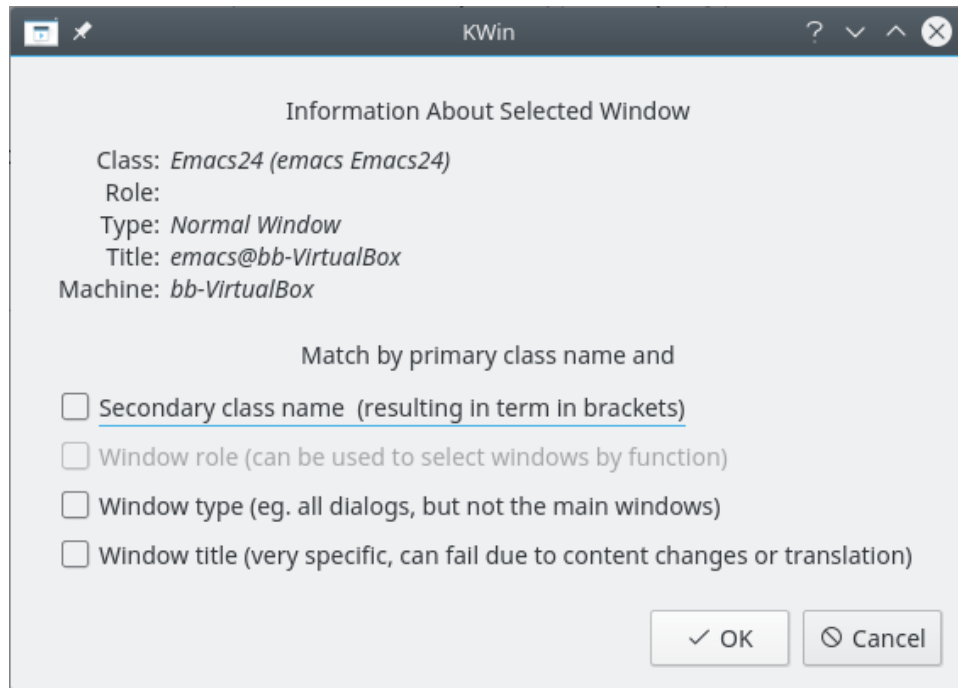 KWin
Information About Selected Window
Class: Emacs24 (emacs Emacs24)
Role:
Type: Normal Window
Title: emacs@bb-VirtualBox
Machine: bb-VirtualBox
Match by primary class name and
Secondary class name (resulting in term in brackets)
Window role (can be used to select windows by function)
Window type (eg. all dialogs, but not the main windows)
Window title (very specific, can fail due to content changes or translation)
OK Cancel